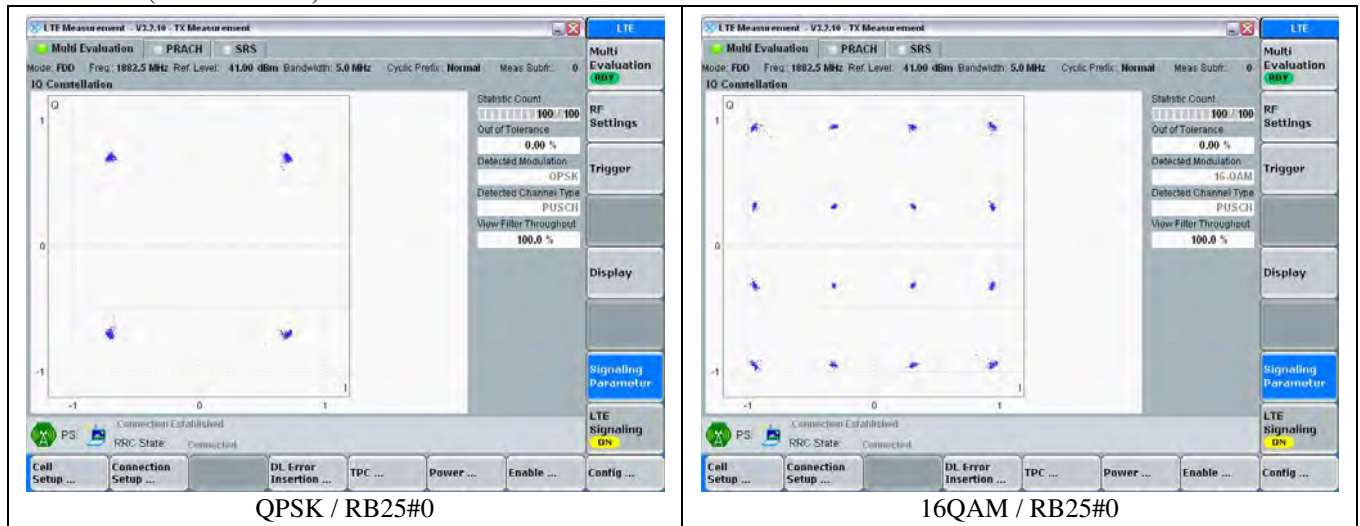 LTE Measurement - V3.2.10 - TX Measurement
LTE
Multi Evaluation PRACH SRS
Multi Evaluation
RDY
Mode: FDD Freq.: 1882.5 MHz Ref. Level: 41.00 dBm Bandwidth: 5.0 MHz Cyclic Prefix: Normal Meas Subfr.: 0
IQ Constellation
Q
1
0
-1
I
-1 0 1
Statistic Count
100 / 100
Out of Tolerance
0.00 %
Detected Modulation
QPSK
Detected Channel Type
PUSCH
View Filter Throughput
100.0 %
RF Settings
Trigger
Display
Signaling Parameter
LTE Signaling
ON
Connection Established
PS
RRC State: Connected
Cell Setup ...
Connection Setup ...
DL Error Insertion ...
TPC ...
Power ...
Enable ...
Config ...
QPSK / RB25#0
LTE Measurement - V3.2.10 - TX Measurement
LTE
Multi Evaluation PRACH SRS
Multi Evaluation
RDY
Mode: FDD Freq.: 1882.5 MHz Ref. Level: 41.00 dBm Bandwidth: 5.0 MHz Cyclic Prefix: Normal Meas Subfr.: 0
IQ Constellation
Q
1
0
-1
I
-1 0 1
Statistic Count
100 / 100
Out of Tolerance
0.00 %
Detected Modulation
16-QAM
Detected Channel Type
PUSCH
View Filter Throughput
100.0 %
RF Settings
Trigger
Display
Signaling Parameter
LTE Signaling
ON
Connection Established
PS
RRC State: Connected
Cell Setup ...
Connection Setup ...
DL Error Insertion ...
TPC ...
Power ...
Enable ...
Config ...
16QAM / RB25#0